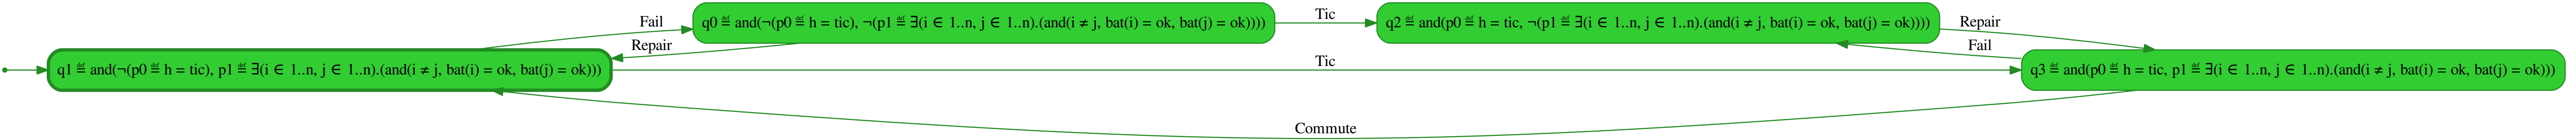 Fail
q0 ≝ and(¬(p0 ≝ h = tic), ¬(p1 ≝ ∃(i ∈ 1..n, j ∈ 1..n).(and(i ≠ j, bat(i) = ok, bat(j) = ok))))
Tic
q2 ≝ and(p0 ≝ h = tic, ¬(p1 ≝ ∃(i ∈ 1..n, j ∈ 1..n).(and(i ≠ j, bat(i) = ok, bat(j) = ok))))
Repair
Repair
Fail
q1 ≝ and(¬(p0 ≝ h = tic), p1 ≝ ∃(i ∈ 1..n, j ∈ 1..n).(and(i ≠ j, bat(i) = ok, bat(j) = ok)))
Tic
q3 ≝ and(p0 ≝ h = tic, p1 ≝ ∃(i ∈ 1..n, j ∈ 1..n).(and(i ≠ j, bat(i) = ok, bat(j) = ok)))
Commute